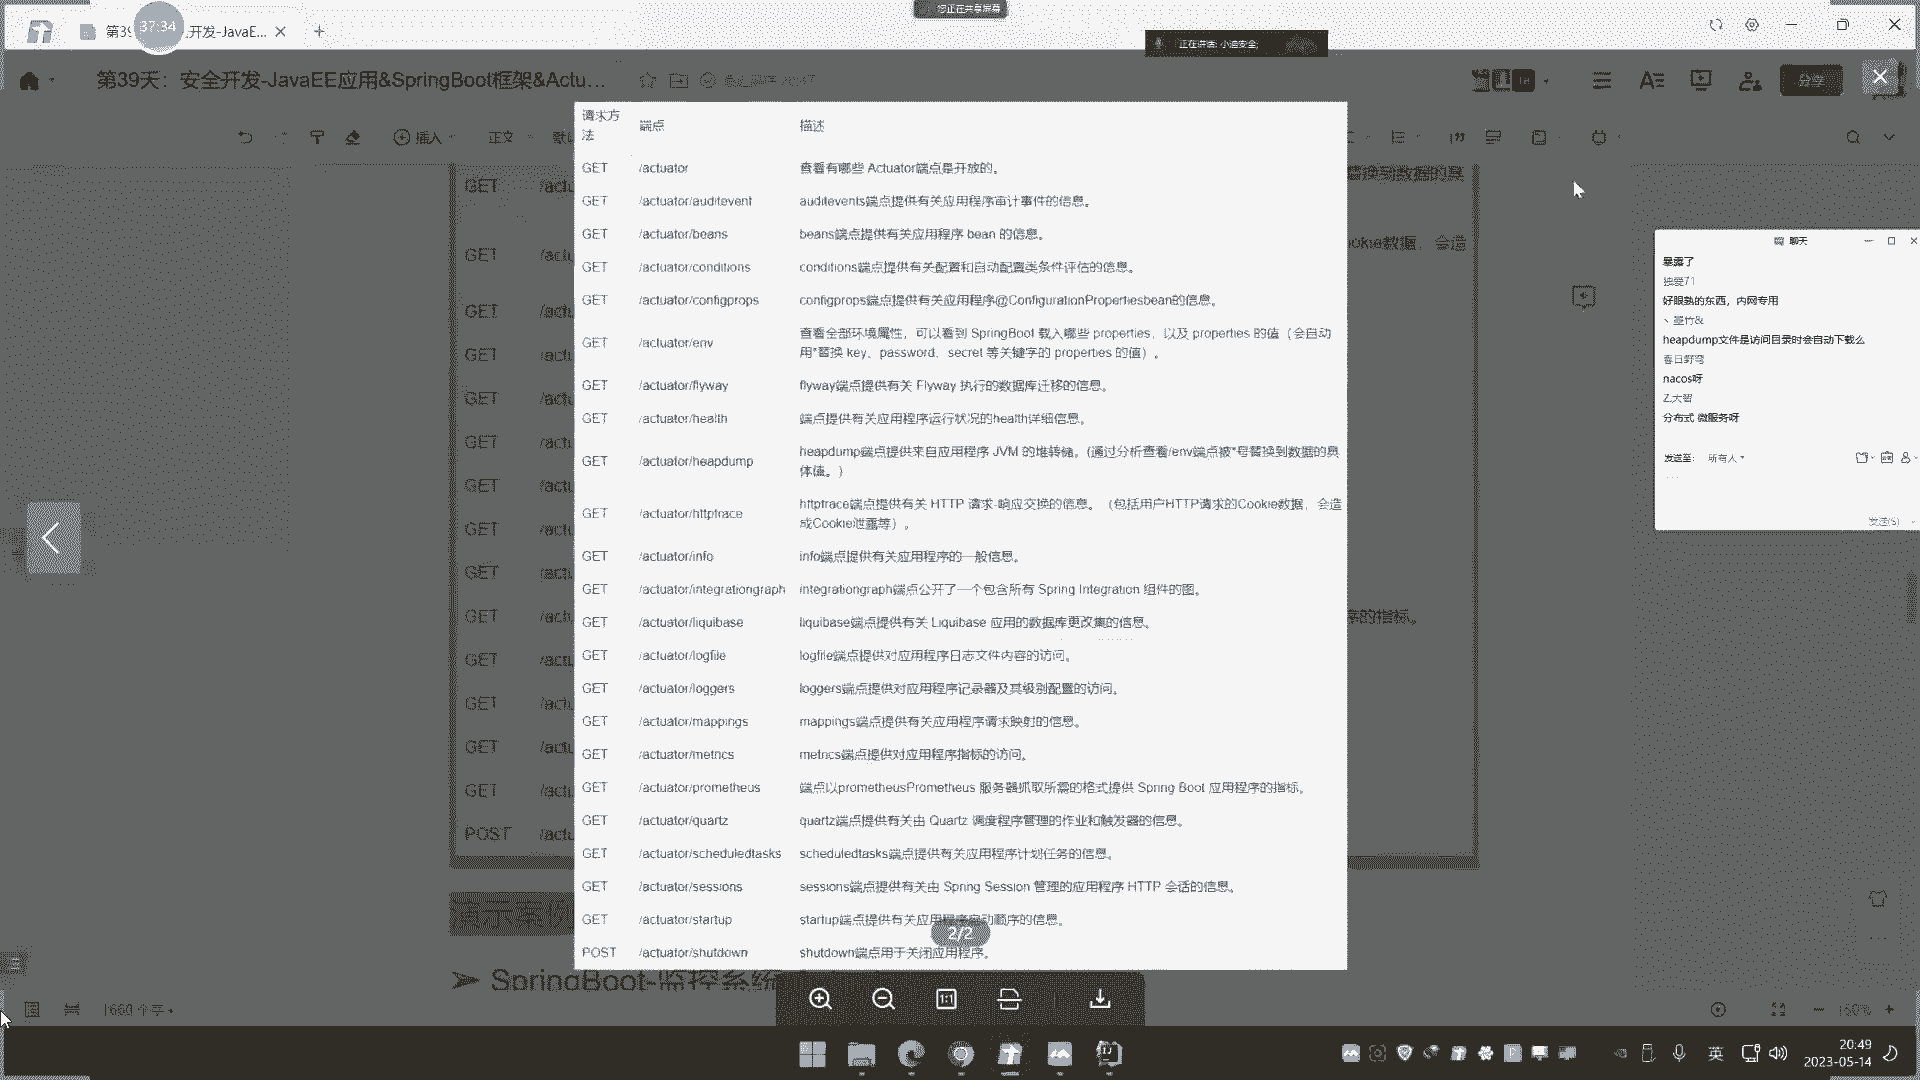 您正在共享屏幕
37:34
第39 开发-JavaE...
正在讲话: 小迪安全;
第39天：安全开发-JavaEE应用&SpringBoot框架&Actu...
分享
插入
正文
请求方法 端点 描述
GET /actuator 查看有哪些 Actuator端点是开放的。
GET /actuator/auditevent auditevents端点提供有关应用程序审计事件的信息。
GET /actuator/beans beans端点提供有关应用程序 bean 的信息。
GET /actuator/conditions conditions端点提供有关配置和自动配置类条件评估的信息。
GET /actuator/configprops configprops端点提供有关应用程序@ConfigurationPropertiesbean的信息。
GET /actuator/env 查看全部环境属性，可以看到 SpringBoot 载入哪些 properties，以及 properties 的值（会自动
用*替换 key、password、secret 等关键字的 properties 的值）。
GET /actuator/flyway flyway端点提供有关 Flyway 执行的数据库迁移的信息。
GET /actuator/health 端点提供有关应用程序运行状况的health详细信息。
GET /actuator/heapdump heapdump端点提供来自应用程序 JVM 的堆转储。(通过分析查看/env端点被*号替换到数据的具
体值。)
GET /actuator/httptrace httptrace端点提供有关 HTTP 请求-响应交换的信息。（包括用户HTTP请求的Cookie数据，会造
成Cookie泄露等）。
GET /actuator/info info端点提供有关应用程序的一般信息。
GET /actuator/integrationgraph integrationgraph端点公开了一个包含所有 Spring Integration 组件的图。
GET /actuator/liquibase liquibase端点提供有关 Liquibase 应用的数据库更改集的信息。
GET /actuator/logfile logfile端点提供对应用程序日志文件内容的访问。
GET /actuator/loggers loggers端点提供对应用程序记录器及其级别配置的访问。
GET /actuator/mappings mappings端点提供有关应用程序请求映射的信息。
GET /actuator/metrics metrics端点提供对应用程序指标的访问。
GET /actuator/prometheus 端点以prometheusPrometheus 服务器抓取所需的格式提供 Spring Boot 应用程序的指标。
GET /actuator/quartz quartz端点提供有关由 Quartz 调度程序管理的作业和触发器的信息。
GET /actuator/scheduledtasks scheduledtasks端点提供有关应用程序计划任务的信息。
GET /actuator/sessions sessions端点提供有关由 Spring Session 管理的应用程序 HTTP 会话的信息。
GET /actuator/startup startup端点提供有关应用程序启动顺序的信息。
POST /actuator/shutdown shutdown端点用于关闭应用程序。
2/2
演示案例
➤ SpringBoot-监控系统
聊天
暴露了
独爱71
好眼熟的东西，内网专用
丶墨竹&
heapdump文件是访问目录时会自动下载么
春日野穹
nacos呀
乙大智
分布式 微服务呀
发送至: 所有人
发送(S)
1660 个字
150%
1:1
英
20:49
2023-05-14